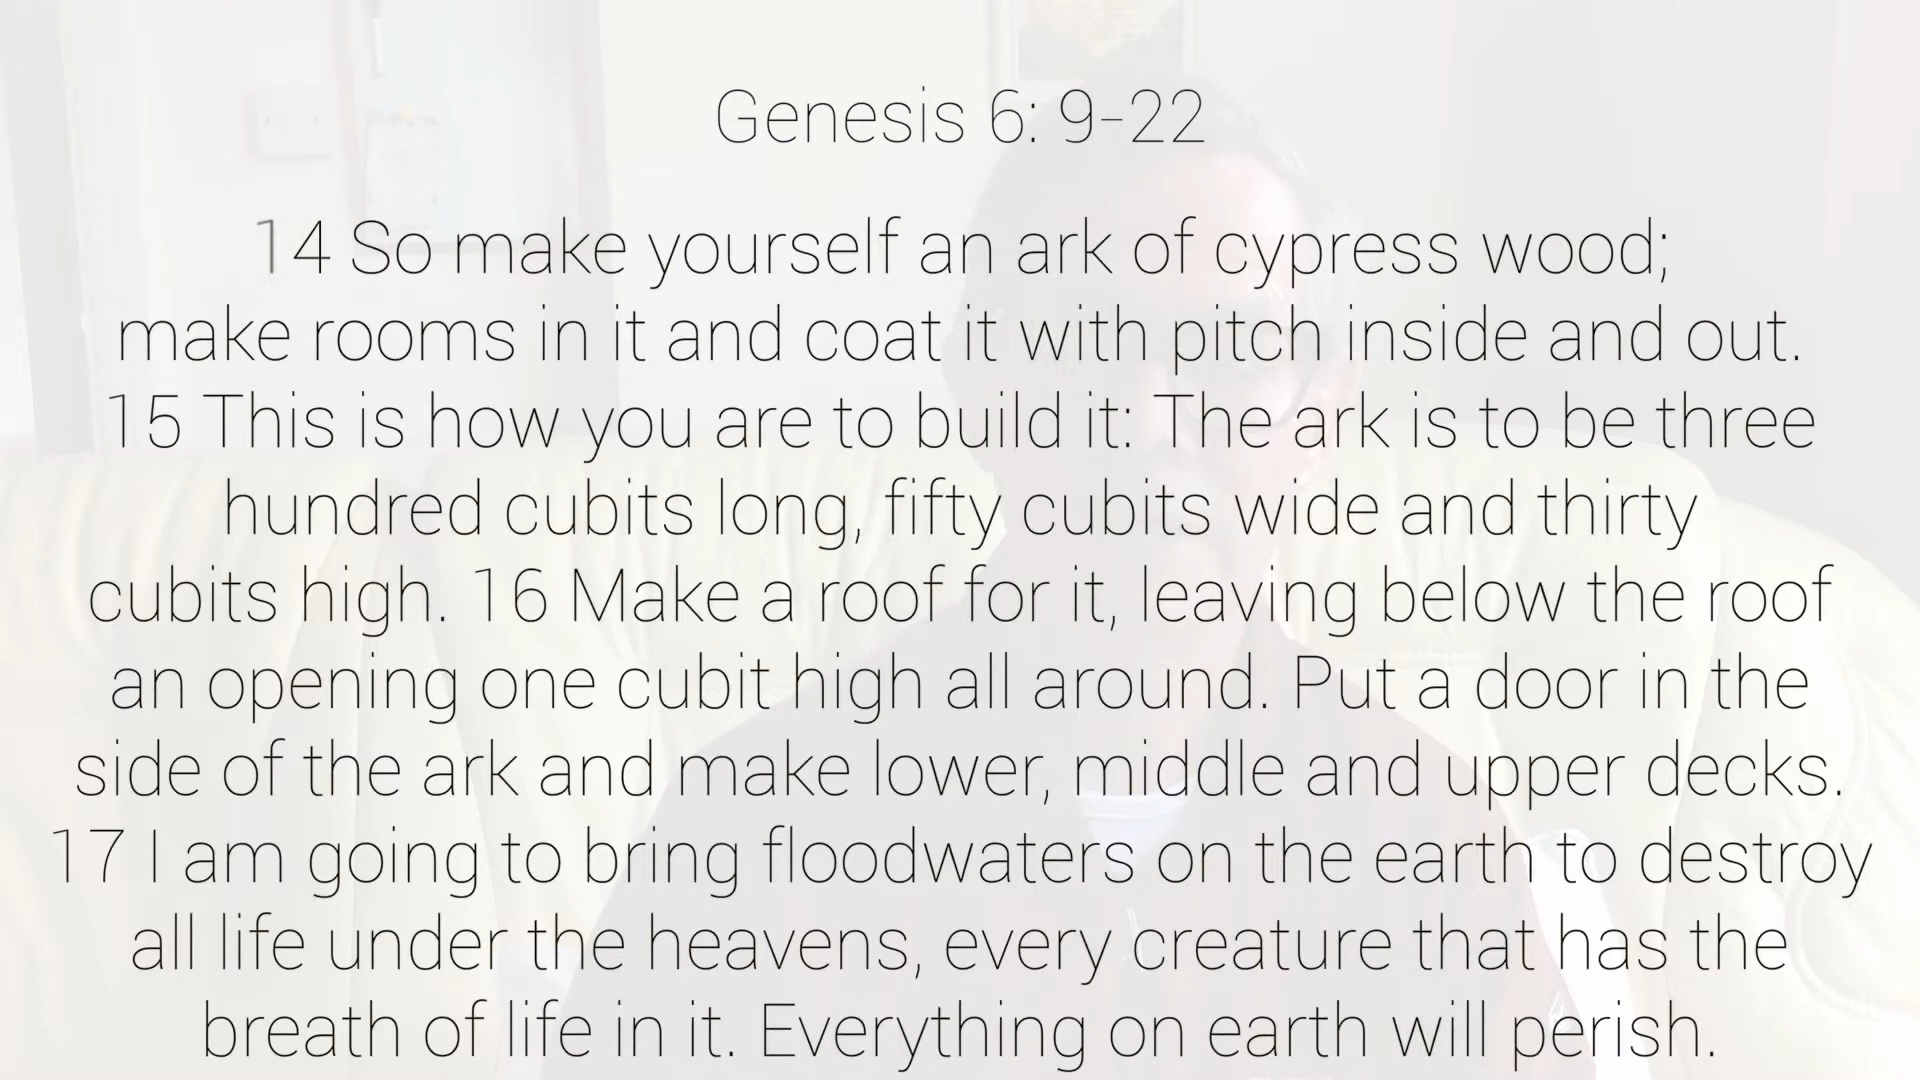 Genesis 6: 9-22
14 So make yourself an ark of cypress wood;
make rooms in it and coat it with pitch inside and out.
15 This is how you are to build it: The ark is to be three
hundred cubits long, fifty cubits wide and thirty
cubits high. 16 Make a roof for it, leaving below the roof
an opening one cubit high all around. Put a door in the
side of the ark and make lower, middle and upper decks.
17 I am going to bring floodwaters on the earth to destroy
all life under the heavens, every creature that has the
breath of life in it. Everything on earth will perish.